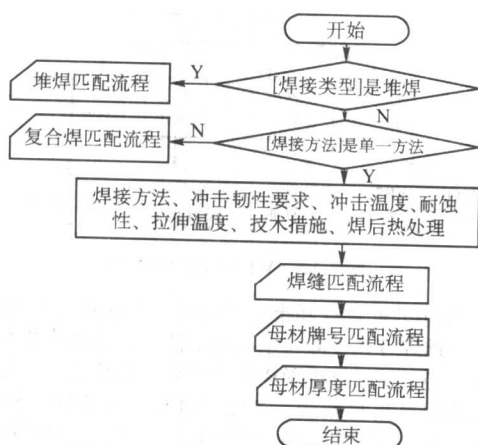 开始
[焊接类型]是堆焊
Y
堆焊匹配流程
N
[焊接方法]是单一方法
N
复合焊匹配流程
Y
焊接方法、冲击韧性要求、冲击温度、耐蚀
性、拉伸温度、技术措施、焊后热处理
焊缝匹配流程
母材牌号匹配流程
母材厚度匹配流程
结束